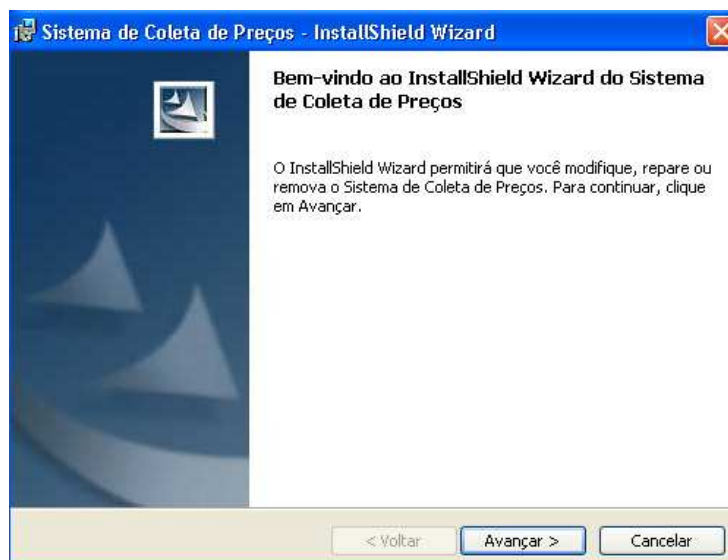 Sistema de Coleta de Preços - InstallShield Wizard
Bem-vindo ao InstallShield Wizard do Sistema
de Coleta de Preços
O InstallShield Wizard permitirá que você modifique, repare ou
remova o Sistema de Coleta de Preços. Para continuar, clique
em Avançar.
< Voltar Avançar > Cancelar